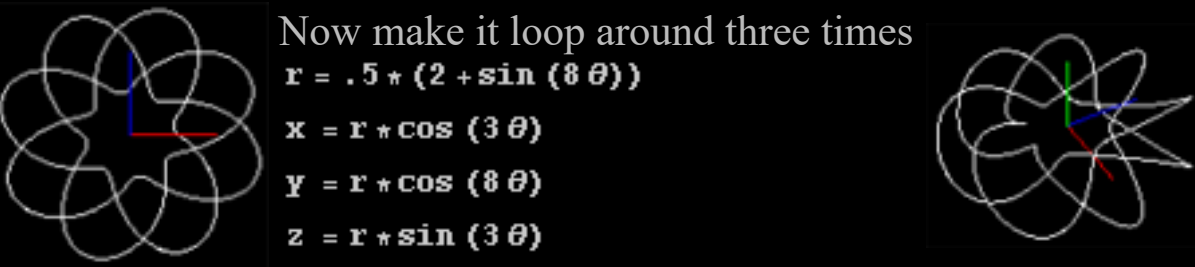 Now make it loop around three times
r = .5 * (2 + sin (8 θ))
x = r * cos (3 θ)
y = r * cos (8 θ)
z = r * sin (3 θ)